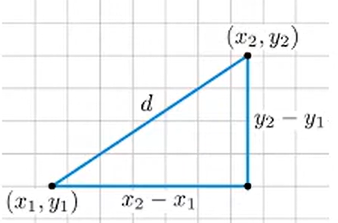 (x₂, y₂)
d
y₂ − y₁
(x₁, y₁)
x₂ − x₁